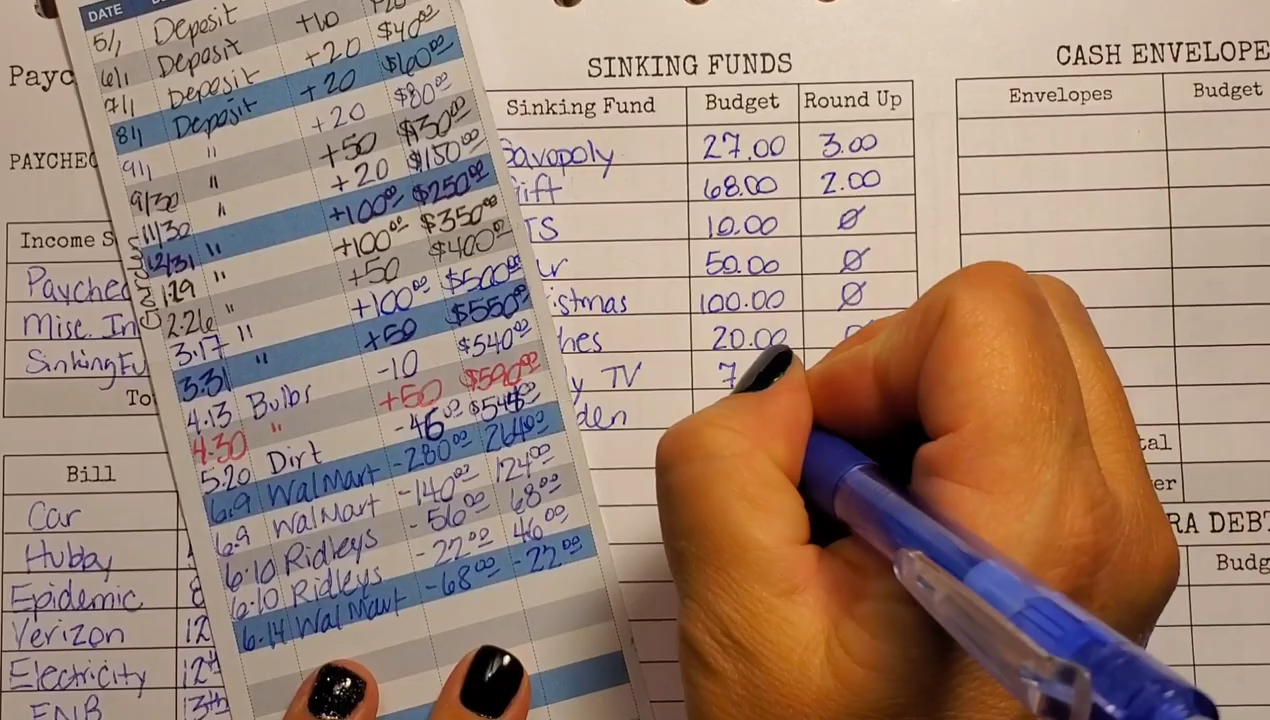 DATE
5/1 Deposit +10 +20
6/1 Deposit +20 $40.00
7/1 Deposit +20 $60.00
8/1 Deposit +20 $80.00
9/1 " +50 $130.00
9/30 " +20 $150.00
11/30 " +100.00 $250.00
12/31 " +100.00 $350.00
1.29 " +50 $400.00
2.26 " +100.00 $500.00
3.17 " +50 $550.00
3.31 "
4.13 Bulbs -10 $540.00
4.30 " +50 $590.00
5.20 Dirt -46.00 $544.00
6.9 WalMart -280.00 264.00
6.9 WalMart -140.00 124.00
6.10 Ridleys -56.00 68.00
6.10 Ridleys -22.00 46.00
6.14 WalMart -68.00 -22.00
Payc
PAYCHEC
Income S
Paychec
Misc. In
SinkingFu
To
Bill
Car
Hubby
Epidemic 8
Verizon 12
Electricity 12th
FNB 13th
SINKING FUNDS
Sinking Fund Budget Round Up
Savopoly 27.00 3.00
Gift 68.00 2.00
TS 10.00 Ø
r 50.00 Ø
istmas 100.00 Ø
hes 20.00
y TV 7
den
tal
er
CASH ENVELOPE
Envelopes Budget
RA DEBT
Budg